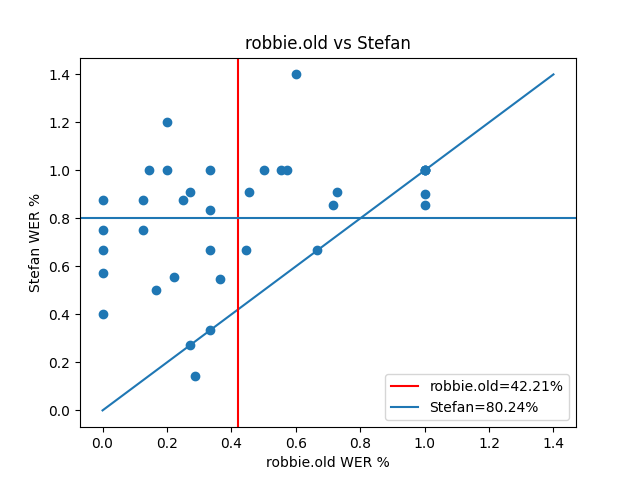 robbie.old vs Stefan
Stefan WER %
1.4
1.2
1.0
0.8
0.6
0.4
0.2
0.0
robbie.old=42.21%
Stefan=80.24%
0.0 0.2 0.4 0.6 0.8 1.0 1.2 1.4
robbie.old WER %